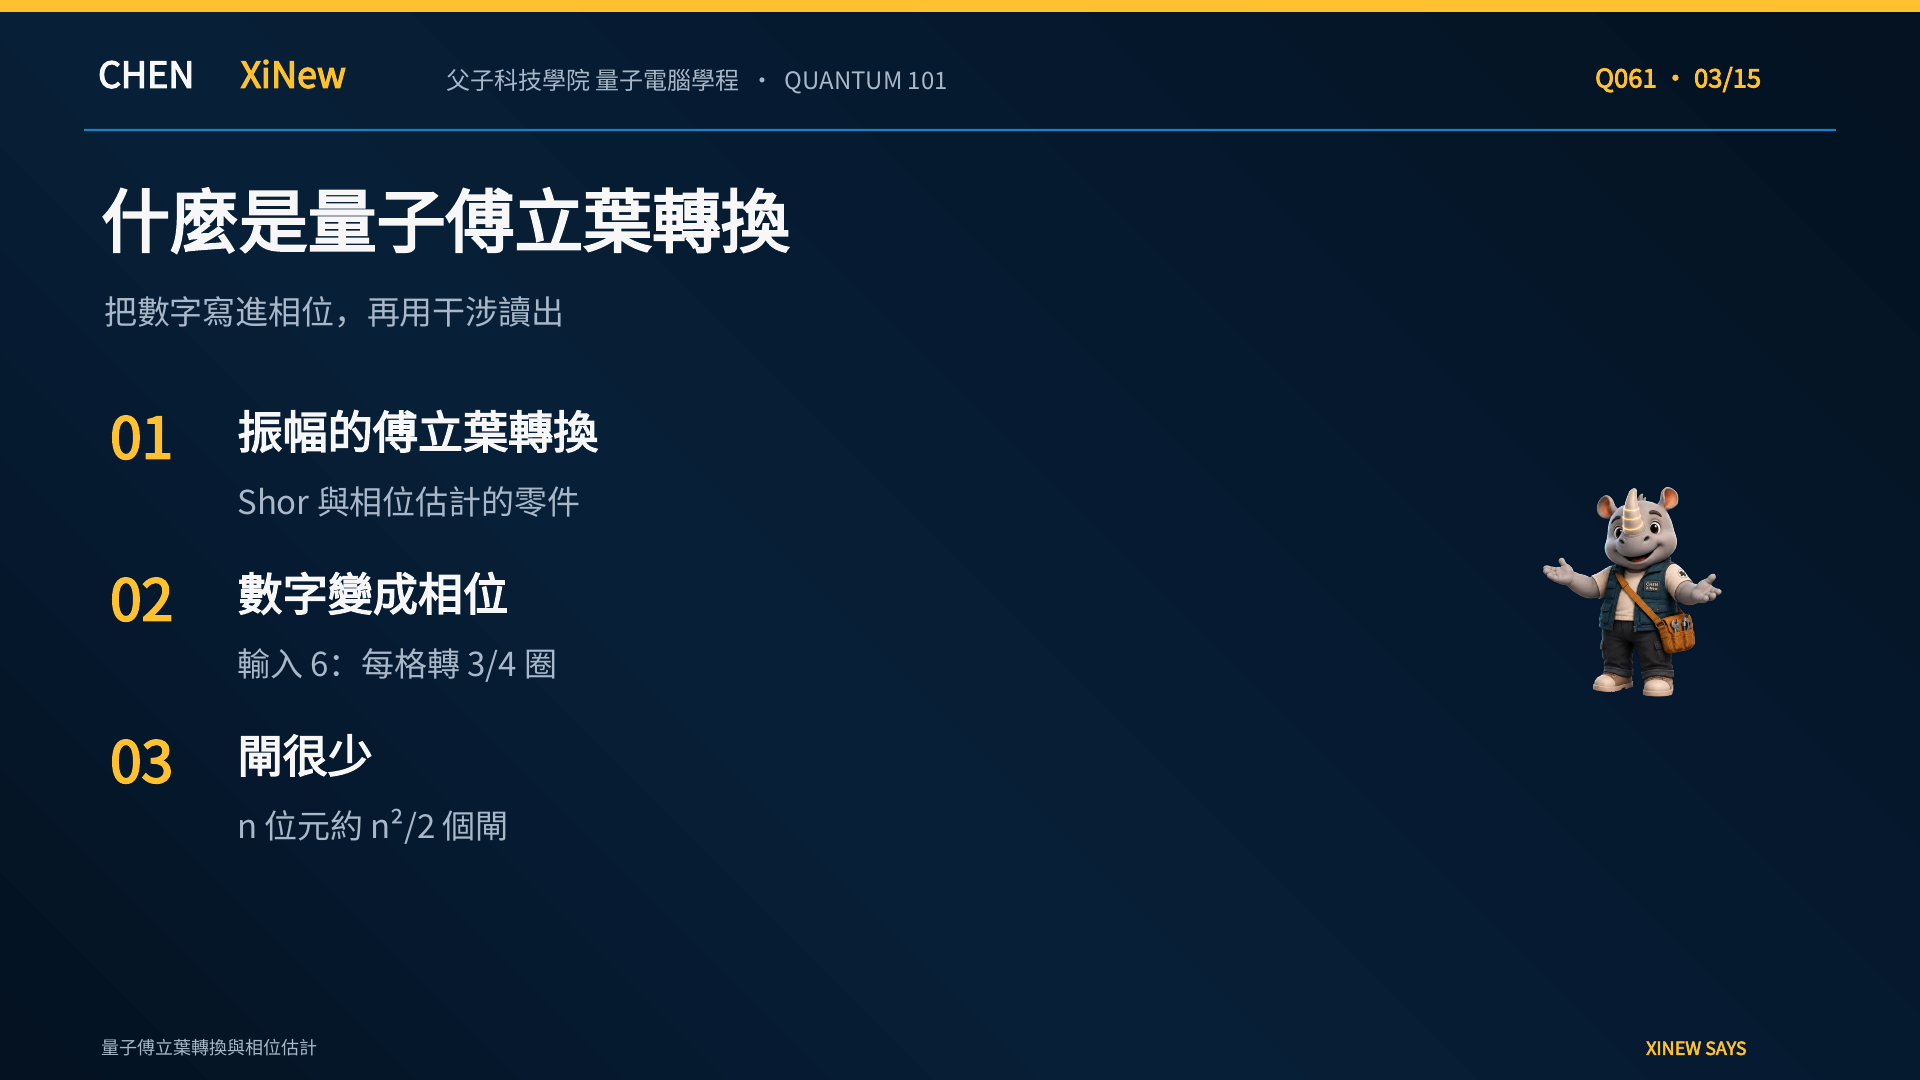 CHEN XiNew 父子科技學院 量子電腦學程 · QUANTUM 101 Q061 · 03/15
什麼是量子傅立葉轉換
把數字寫進相位，再用干涉讀出
01 振幅的傅立葉轉換
Shor 與相位估計的零件
02 數字變成相位
輸入 6：每格轉 3/4 圈
03 閘很少
n 位元約 n²/2 個閘
量子傅立葉轉換與相位估計 XINEW SAYS